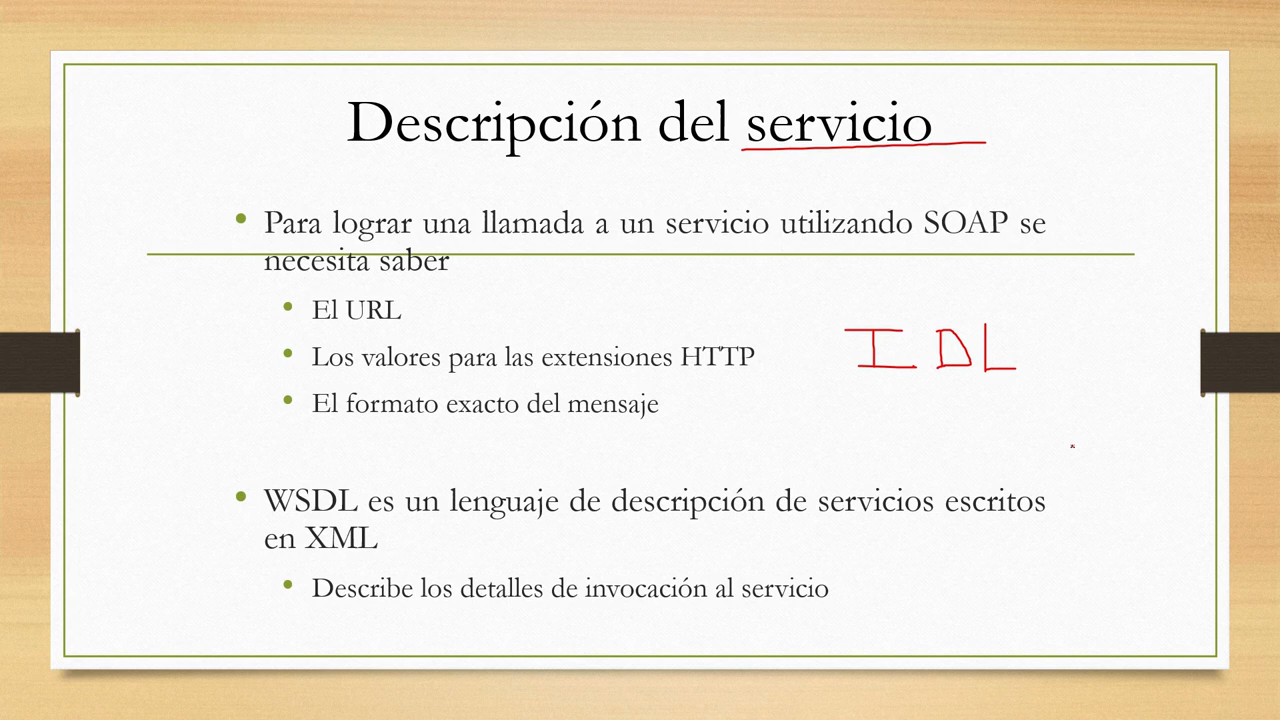 Descripción del servicio
• Para lograr una llamada a un servicio utilizando SOAP se
necesita saber
• El URL
• Los valores para las extensiones HTTP
IDL
• El formato exacto del mensaje
• WSDL es un lenguaje de descripción de servicios escritos
en XML
• Describe los detalles de invocación al servicio